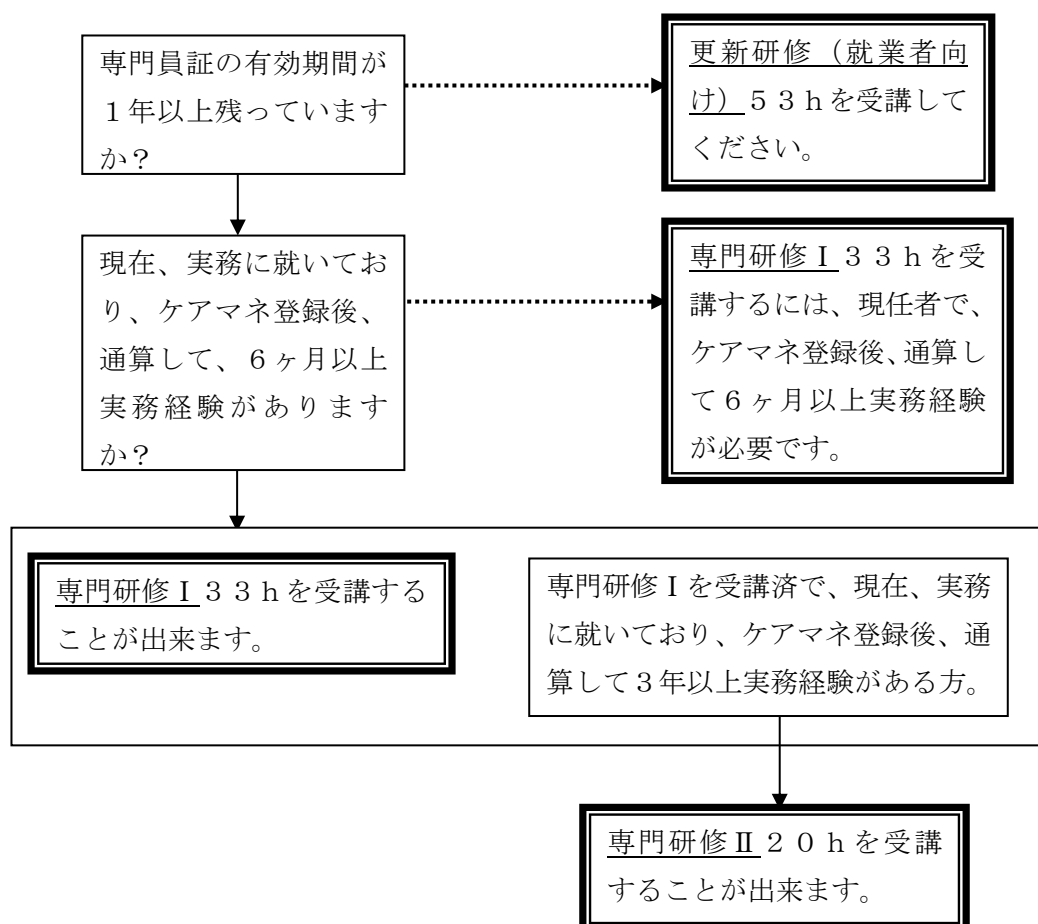 専門員証の有効期間が
１年以上残っています
か？
更新研修（就業者向
け）５３ｈを受講して
ください。
現在、実務に就いてお
り、ケアマネ登録後、
通算して、６ヶ月以上
実務経験があります
か？
専門研修Ⅰ３３ｈを受
講するには、現任者で、
ケアマネ登録後、通算し
て６ヶ月以上実務経験
が必要です。
専門研修Ⅰ３３ｈを受講する
ことが出来ます。
専門研修Ⅰを受講済で、現在、実務
に就いており、ケアマネ登録後、通
算して３年以上実務経験がある方。
専門研修Ⅱ２０ｈを受講
することが出来ます。